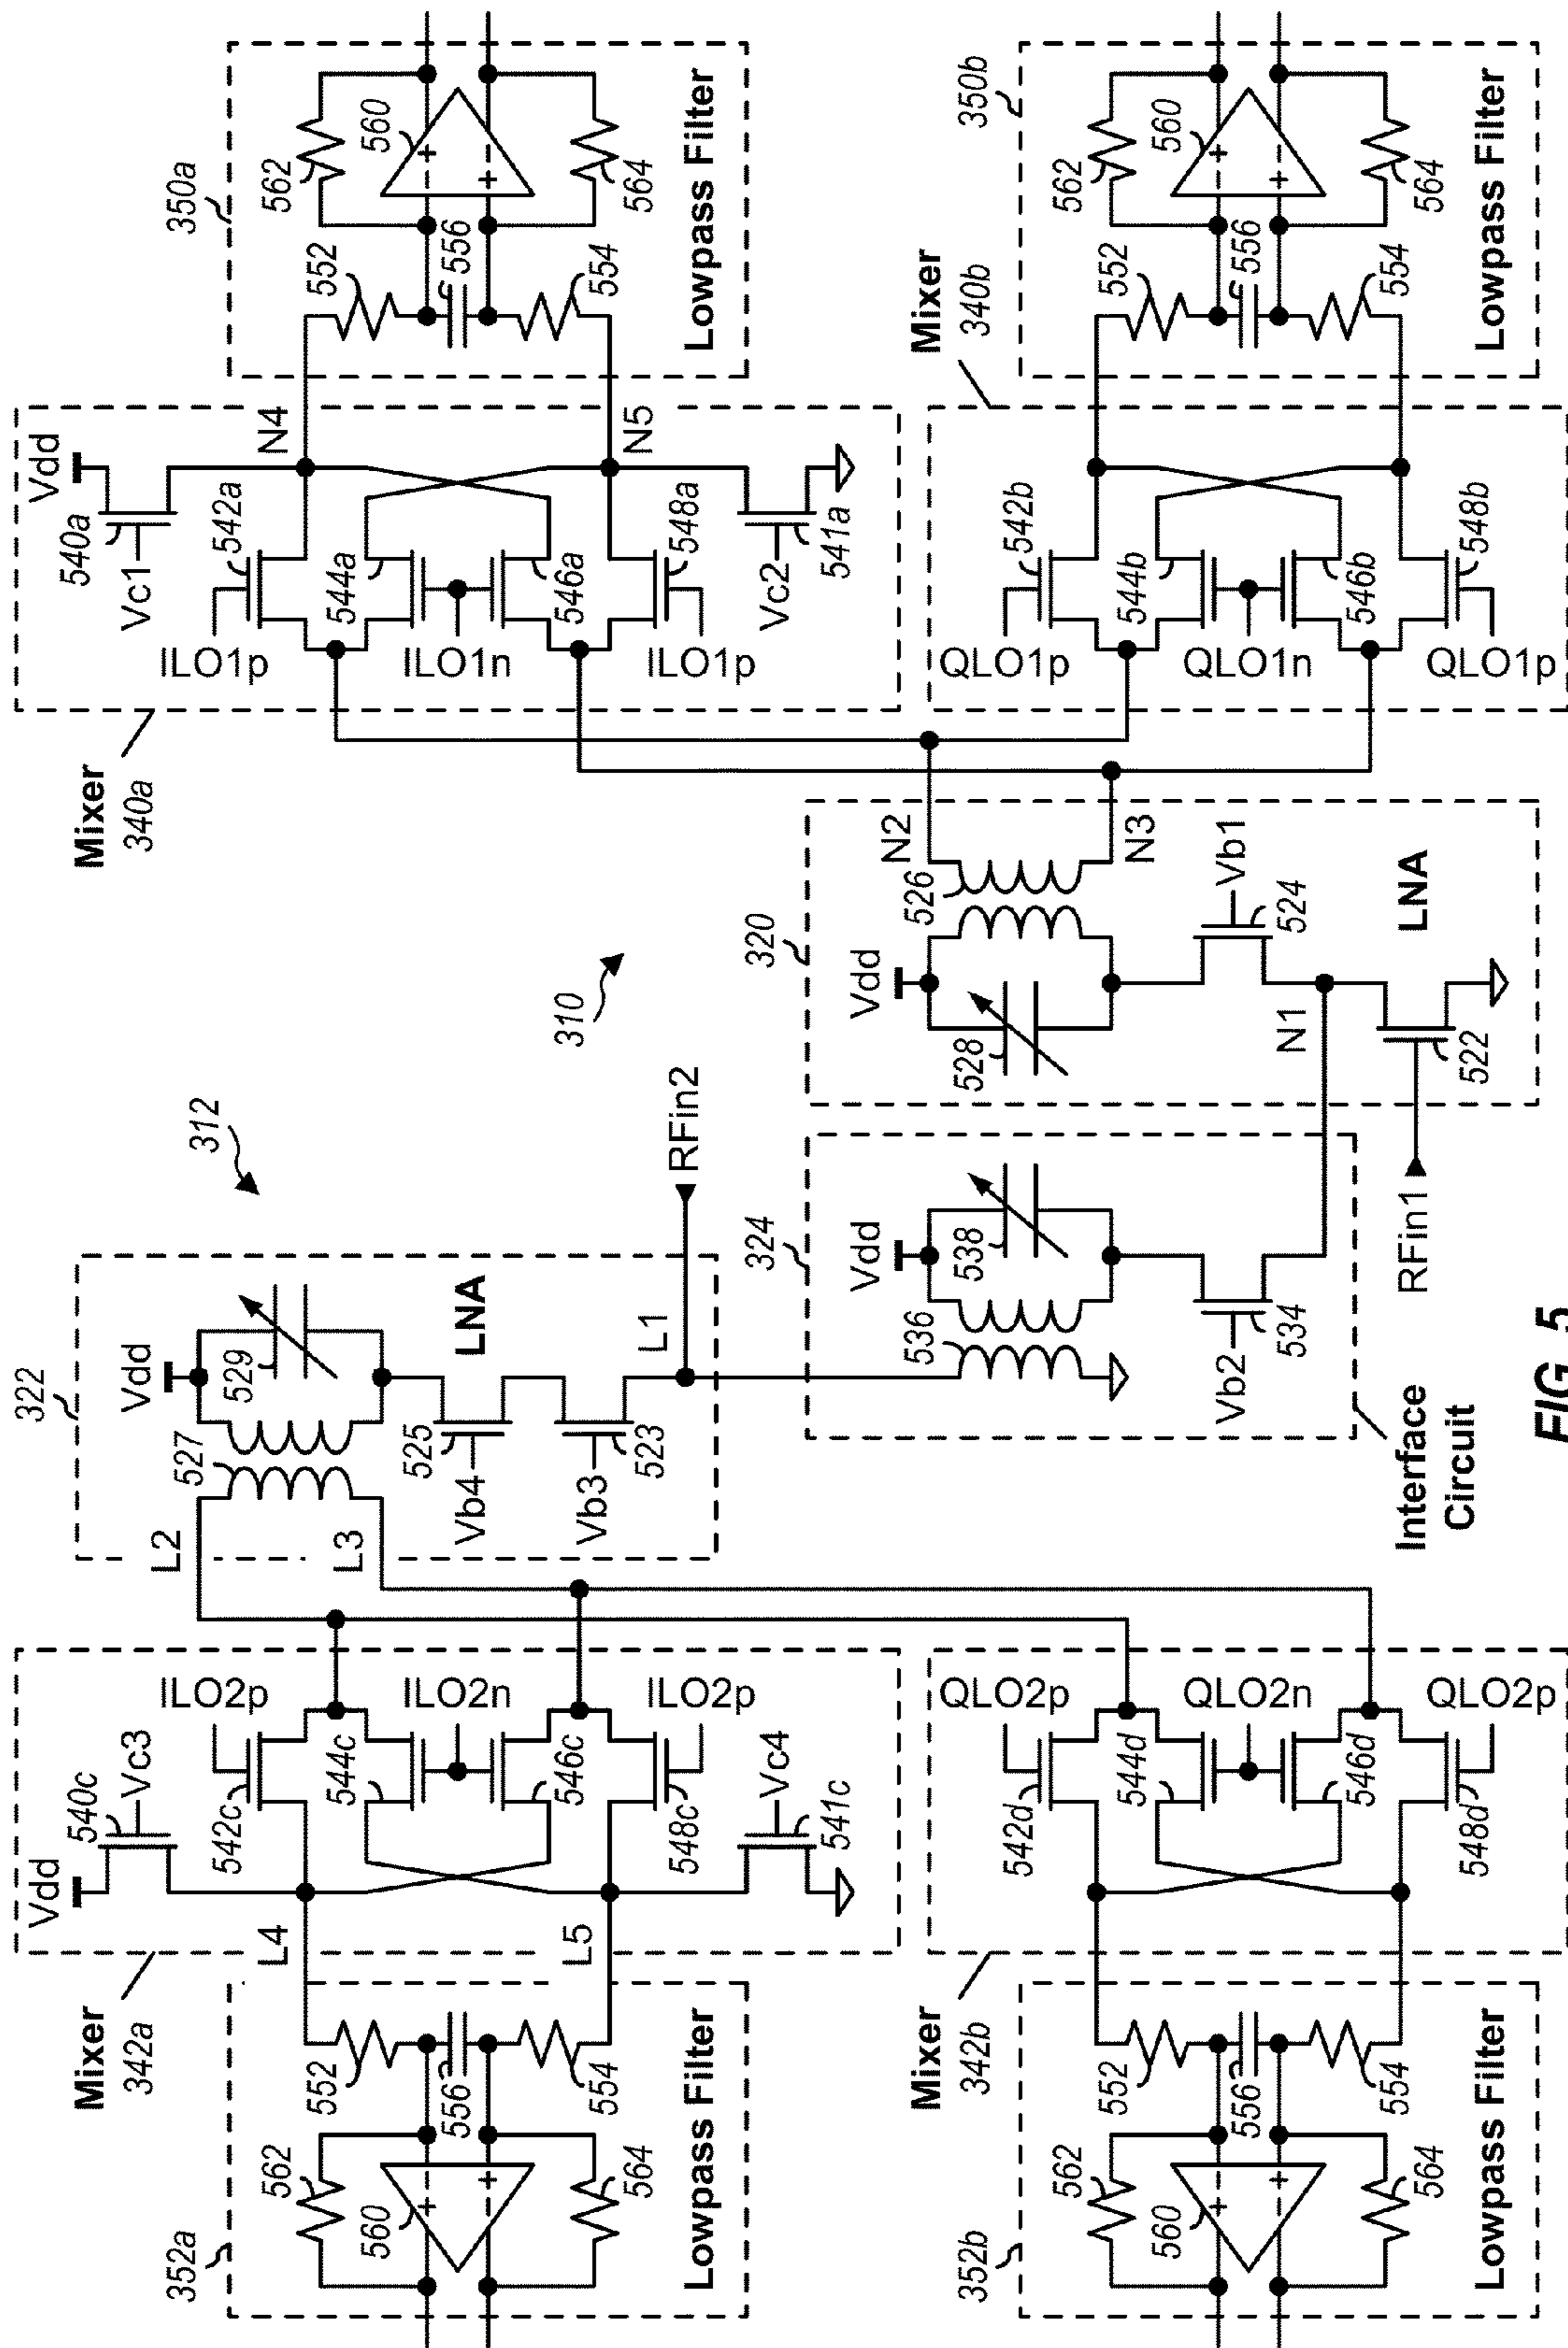 350a
562
560
564
552
556
554
Lowpass Filter
350b
562
560
564
552
556
554
Lowpass Filter
Mixer
340b
Vdd
N4
N5
540a
Vc1
542a
544a
546a
548a
541a
Vc2
ILO1p
ILO1n
ILO1p
542b
544b
546b
548b
QLO1p
QLO1n
QLO1p
Mixer
340a
320
N2
N3
526
Vb1
Vdd
528
524
LNA
N1
522
310
312
RFin2
324
Vdd
538
536
534
Vb2
RFin1
Interface
Circuit
FIG. 5
322
Vdd
529
LNA
L1
527
525
523
Vb4
Vb3
L2
L3
ILO2p
ILO2n
ILO2p
540c
Vc3
542c
544c
546c
548c
Vc4
541c
Vdd
L4
L5
QLO2p
QLO2n
QLO2p
542d
544d
546d
548d
Mixer
342a
Mixer
342b
552
556
554
562
560
564
352a
Lowpass Filter
552
556
554
562
560
564
352b
Lowpass Filter